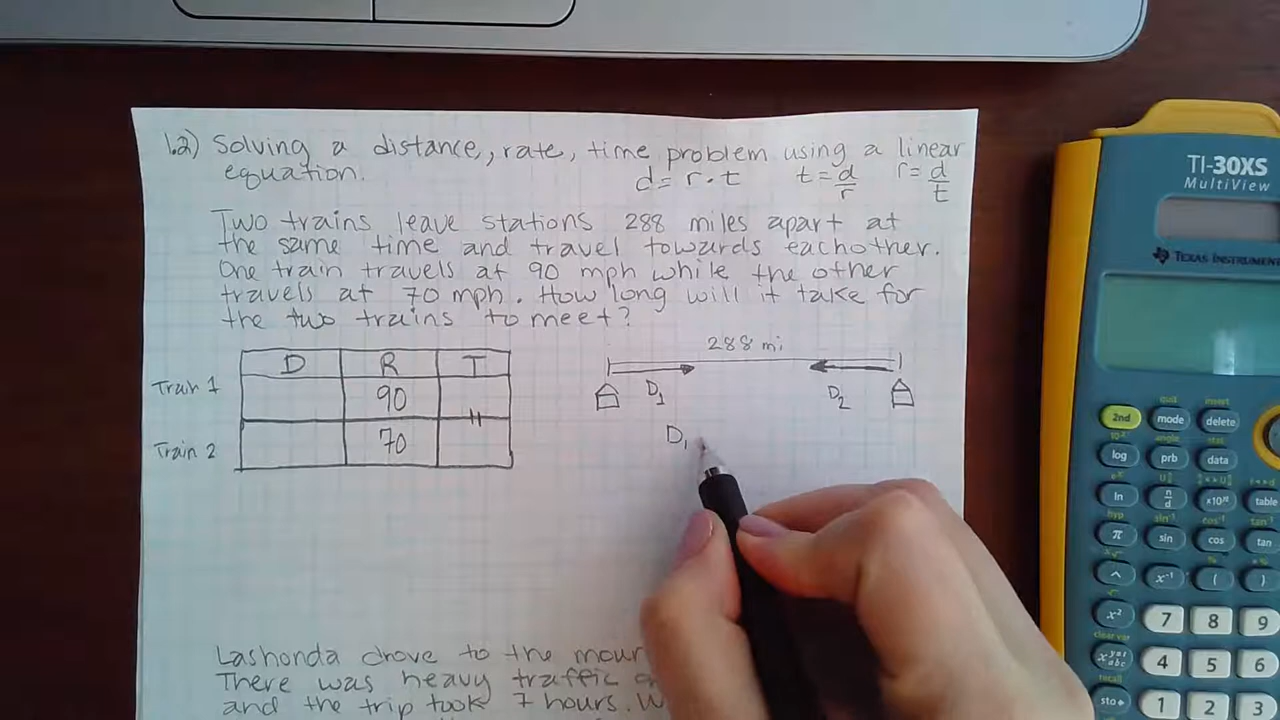 1.2) Solving a distance, rate, time problem using a linear
equation. d = r · t t = d/r r = d/t
Two trains leave stations 288 miles apart at
the same time and travel towards eachother.
One train travels at 90 mph while the other
travels at 70 mph. How long will it take for
the two trains to meet?
D R T
Train 1 90
Train 2 70
288 mi
D1 D2
D1
Lashonda drove to the
There was heavy traffic
and the trip took 7 hours.
TI-30XS
MultiView
TEXAS
2nd mode delete
log prb data
ln n/d x10ⁿ table
π sin cos tan
^ x⁻¹ ( )
x² 7 8 9
4 5 6
sto 1 2 3